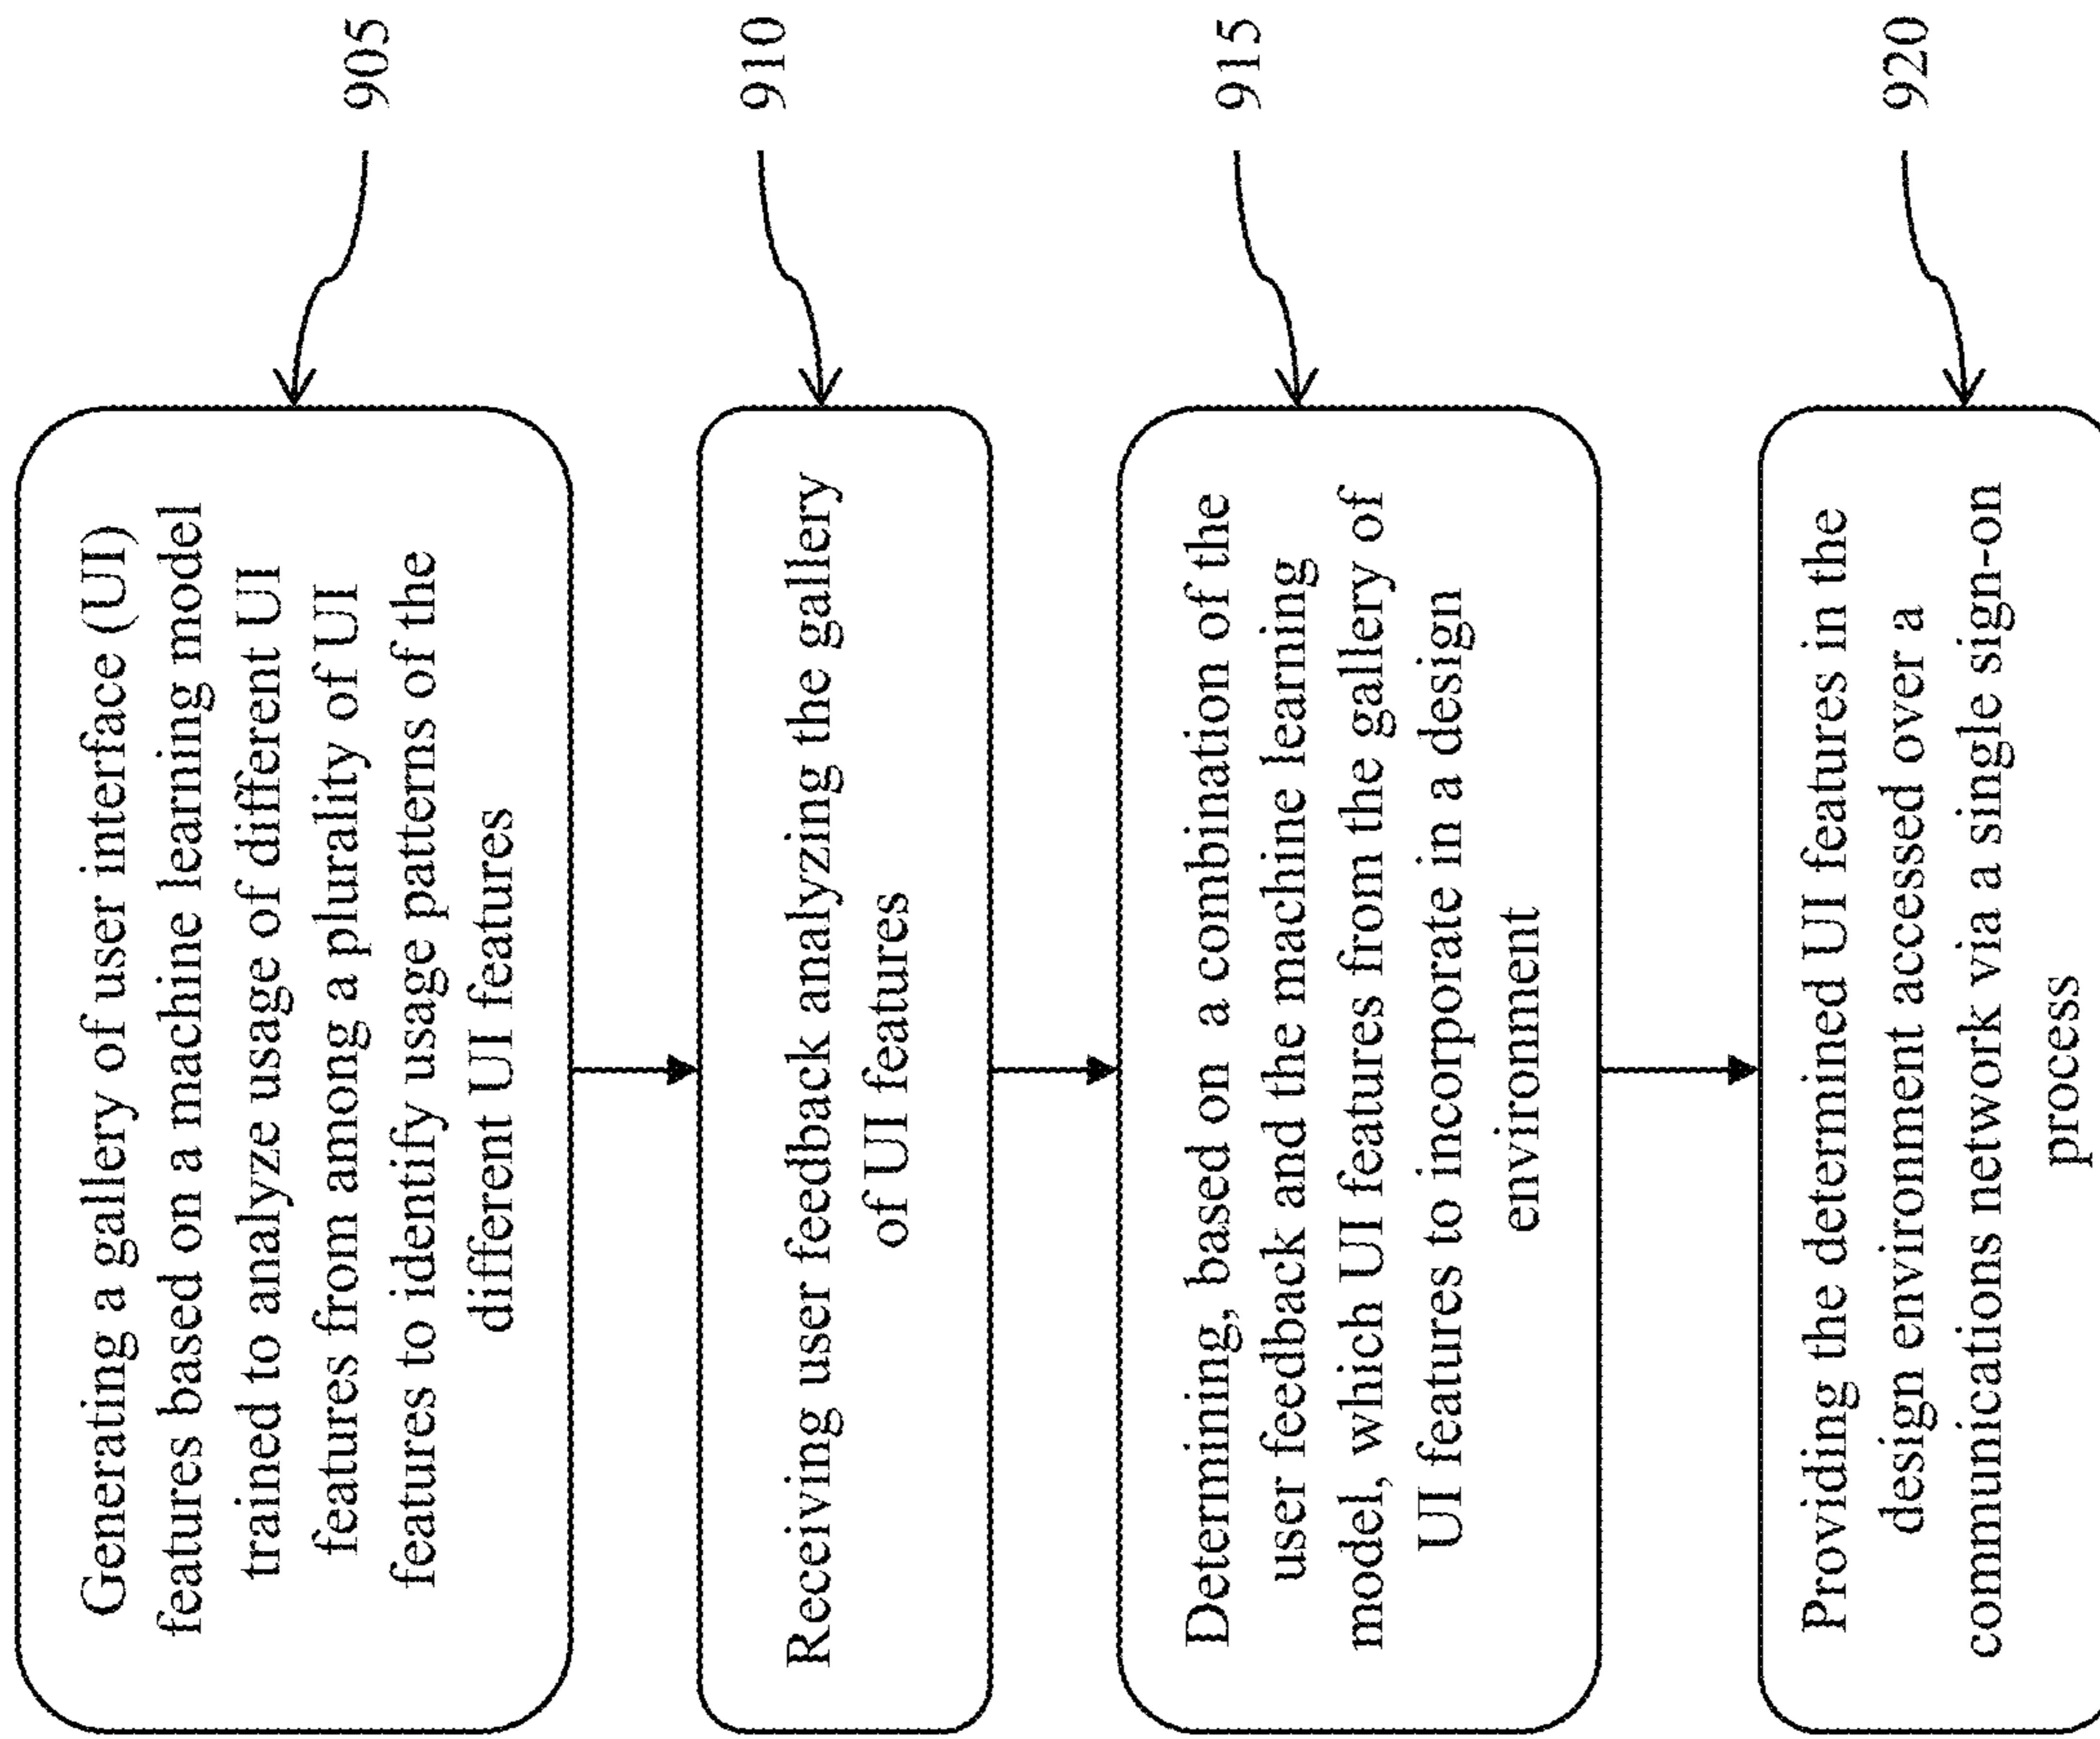 Generating a gallery of user interface (UI)
features based on a machine learning model
trained to analyze usage of different UI
features from among a plurality of UI
features to identify usage patterns of the
different UI features
905
Receiving user feedback analyzing the gallery
of UI features
910
Determining, based on a combination of the
user feedback and the machine learning
model, which UI features from the gallery of
UI features to incorporate in a design
environment
915
Providing the determined UI features in the
design environment accessed over a
communications network via a single sign-on
process
920